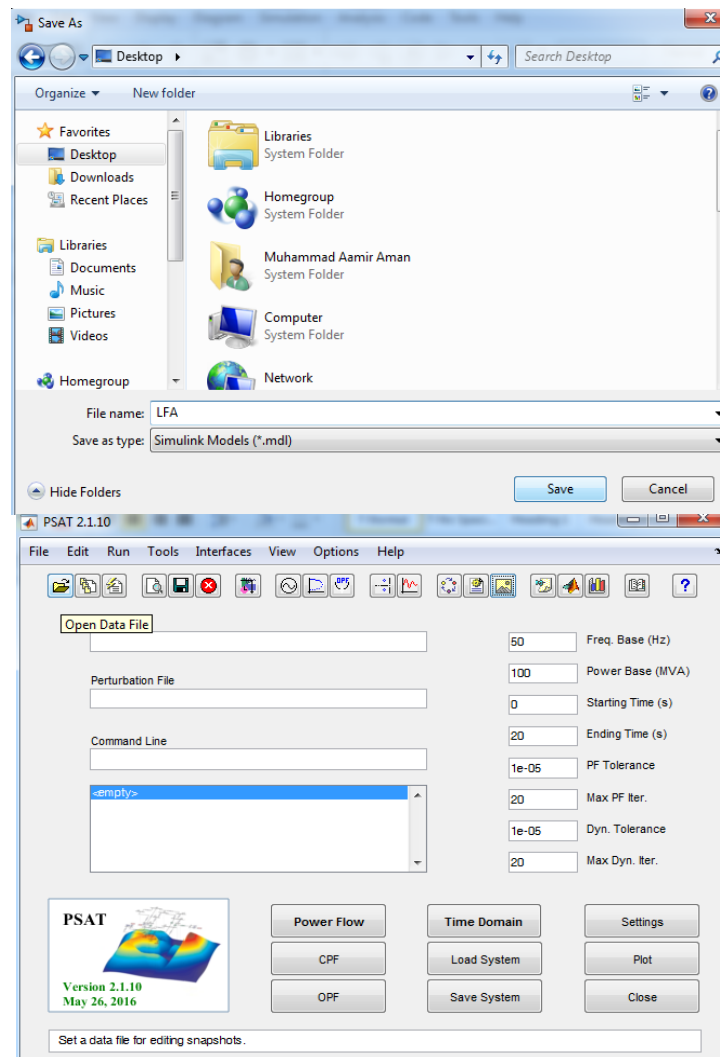 Save As
Desktop
Search Desktop
Organize
New folder
Favorites
Desktop
Downloads
Recent Places
Libraries
Documents
Music
Pictures
Videos
Homegroup
Libraries
System Folder
Homegroup
System Folder
Muhammad Aamir Aman
System Folder
Computer
System Folder
Network
File name: LFA
Save as type: Simulink Models (*.mdl)
Hide Folders
Save
Cancel
PSAT 2.1.10
File Edit Run Tools Interfaces View Options Help
OPF
?
Open Data File
Perturbation File
Command Line
<empty>
50 Freq. Base (Hz)
100 Power Base (MVA)
0 Starting Time (s)
20 Ending Time (s)
1e-05 PF Tolerance
20 Max PF Iter.
1e-05 Dyn. Tolerance
20 Max Dyn. Iter.
PSAT
Version 2.1.10
May 26, 2016
Power Flow
Time Domain
Settings
CPF
Load System
Plot
OPF
Save System
Close
Set a data file for editing snapshots.